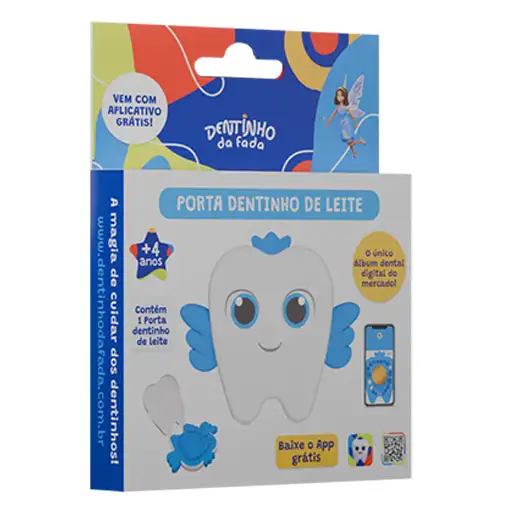 VEM COM
APLICATIVO
GRÁTIS!
DENTINHO
da fada
PORTA DENTINHO DE LEITE
+4
anos
Contém
1 Porta
dentinho
de leite
O único
álbum dental
digital do
mercado!
Baixe o App
grátis
A magia de cuidar dos dentinhos!
www.dentinhodafada.com.br